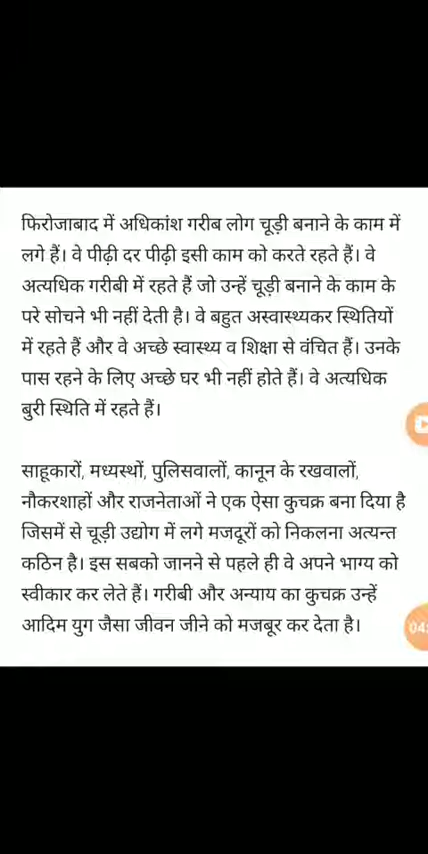 फिरोजाबाद में अधिकांश गरीब लोग चूड़ी बनाने के काम में
लगे हैं। वे पीढ़ी दर पीढ़ी इसी काम को करते रहते हैं। वे
अत्यधिक गरीबी में रहते हैं जो उन्हें चूड़ी बनाने के काम के
परे सोचने भी नहीं देती है। वे बहुत अस्वास्थ्यकर स्थितियों
में रहते हैं और वे अच्छे स्वास्थ्य व शिक्षा से वंचित हैं। उनके
पास रहने के लिए अच्छे घर भी नहीं होते हैं। वे अत्यधिक
बुरी स्थिति में रहते हैं।
साहूकारों, मध्यस्थों, पुलिसवालों, कानून के रखवालों,
नौकरशाहों और राजनेताओं ने एक ऐसा कुचक्र बना दिया है
जिसमें से चूड़ी उद्योग में लगे मजदूरों को निकलना अत्यन्त
कठिन है। इस सबको जानने से पहले ही वे अपने भाग्य को
स्वीकार कर लेते हैं। गरीबी और अन्याय का कुचक्र उन्हें
आदिम युग जैसा जीवन जीने को मजबूर कर देता है।